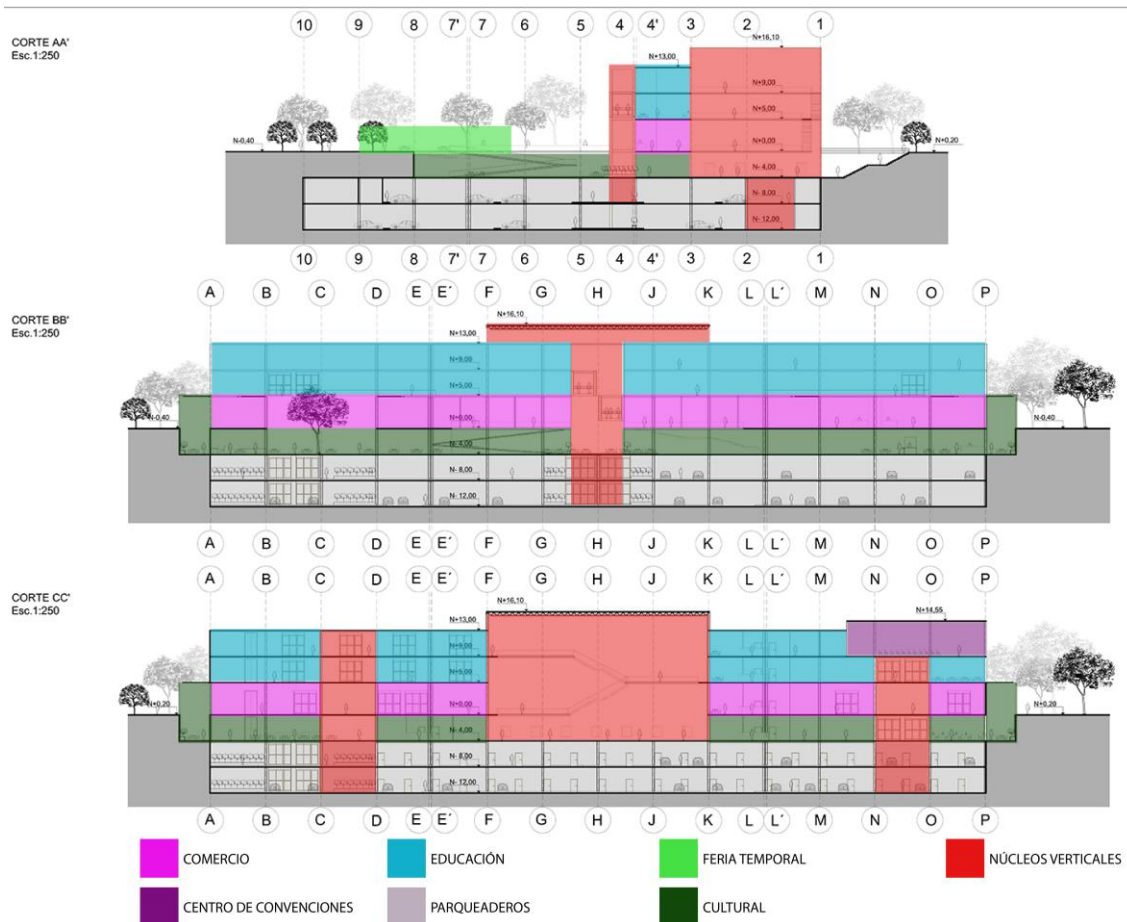 CORTE AA'
Esc.1:250
10 9 8 7' 7 6 5 4 4' 3 2 1
N+16,10
N+13,00
N+9,00
N+5,00
N-0,40 N+0,00 N+0,20
N- 4,00
N- 8,00
N- 12,00
10 9 8 7' 7 6 5 4 4' 3 2 1
A B C D E E´ F G H J K L L´ M N O P
CORTE BB'
Esc.1:250
N+16,10
N+13,00
N+9,00
N+5,00
N-0,40 N+0,00 N-0,40
N- 4,00
N- 8,00
N- 12,00
A B C D E E´ F G H J K L L´ M N O P
A B C D E E´ F G H J K L L´ M N O P
CORTE CC'
Esc.1:250
N+16,10
N+14,55
N+13,00
N+9,00
N+5,00
N+0,20 N+0,00 N+0,20
N- 4,00
N- 8,00
N- 12,00
A B C D E E´ F G H J K L L´ M N O P
COMERCIO EDUCACIÓN FERIA TEMPORAL NÚCLEOS VERTICALES
CENTRO DE CONVENCIONES PARQUEADEROS CULTURAL